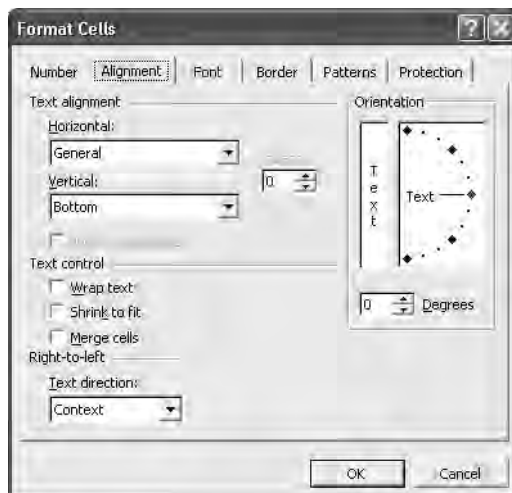 Format Cells
Number Alignment Font Border Patterns Protection
Text alignment
Horizontal:
General
Vertical:
Bottom
0
Text control
Wrap text
Shrink to fit
Merge cells
Right-to-left
Text direction:
Context
Orientation
Text
Text
0 Degrees
OK Cancel